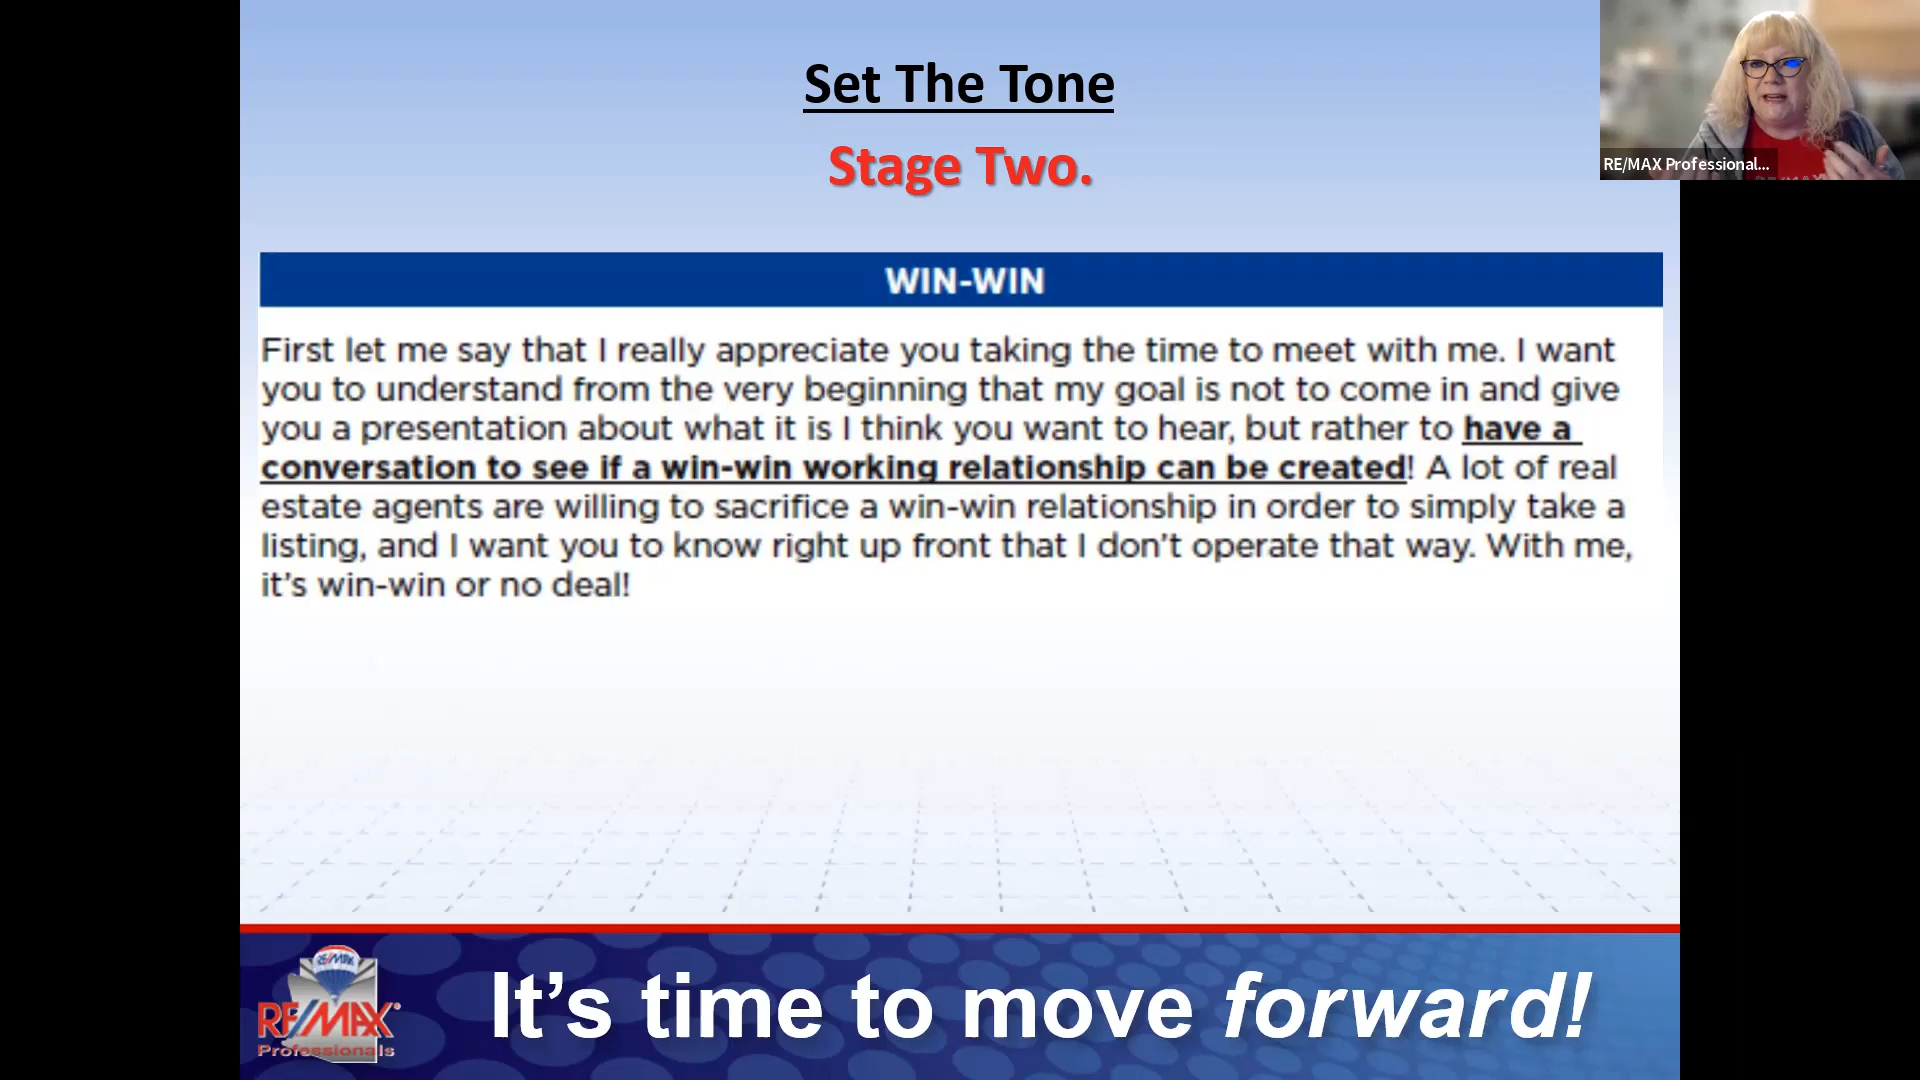 Set The Tone
Stage Two.
RE/MAX Professional...
WIN-WIN
First let me say that I really appreciate you taking the time to meet with me. I want
you to understand from the very beginning that my goal is not to come in and give
you a presentation about what it is I think you want to hear, but rather to have a
conversation to see if a win-win working relationship can be created! A lot of real
estate agents are willing to sacrifice a win-win relationship in order to simply take a
listing, and I want you to know right up front that I don't operate that way. With me,
it's win-win or no deal!
RE/MAX
RE/MAX
Professionals
It's time to move forward!